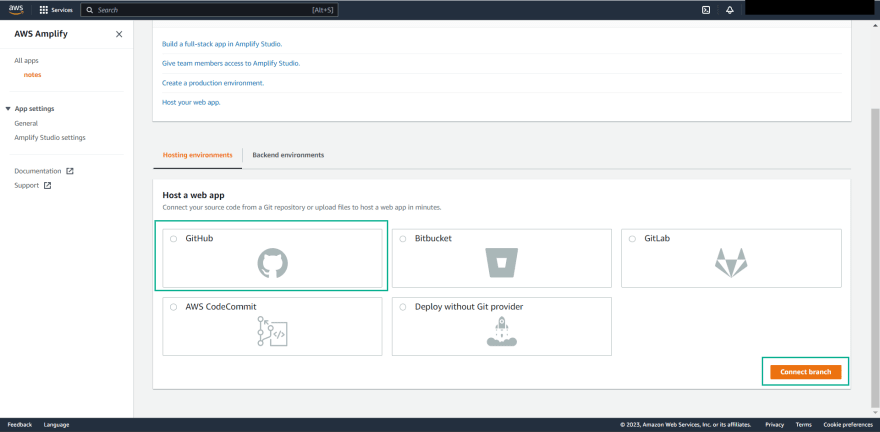 aws Services Search [Alt+S]
AWS Amplify
All apps
notes
App settings
General
Amplify Studio settings
Documentation
Support
Build a full-stack app in Amplify Studio.
Give team members access to Amplify Studio.
Create a production environment.
Host your web app.
Hosting environments Backend environments
Host a web app
Connect your source code from a Git repository or upload files to host a web app in minutes.
GitHub Bitbucket GitLab
AWS CodeCommit Deploy without Git provider
Connect branch
Feedback Language © 2023, Amazon Web Services, Inc. or its affiliates. Privacy Terms Cookie preferences